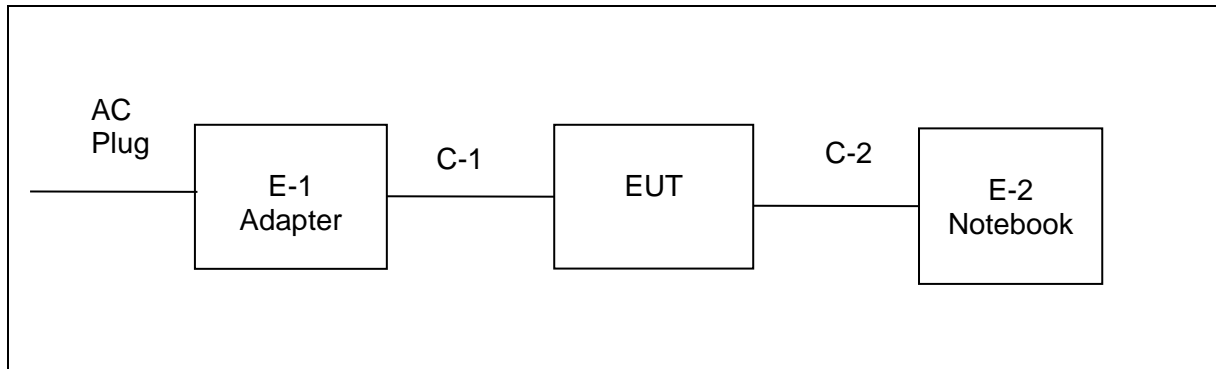 AC
Plug
E-1
Adapter
C-1
EUT
C-2
E-2
Notebook